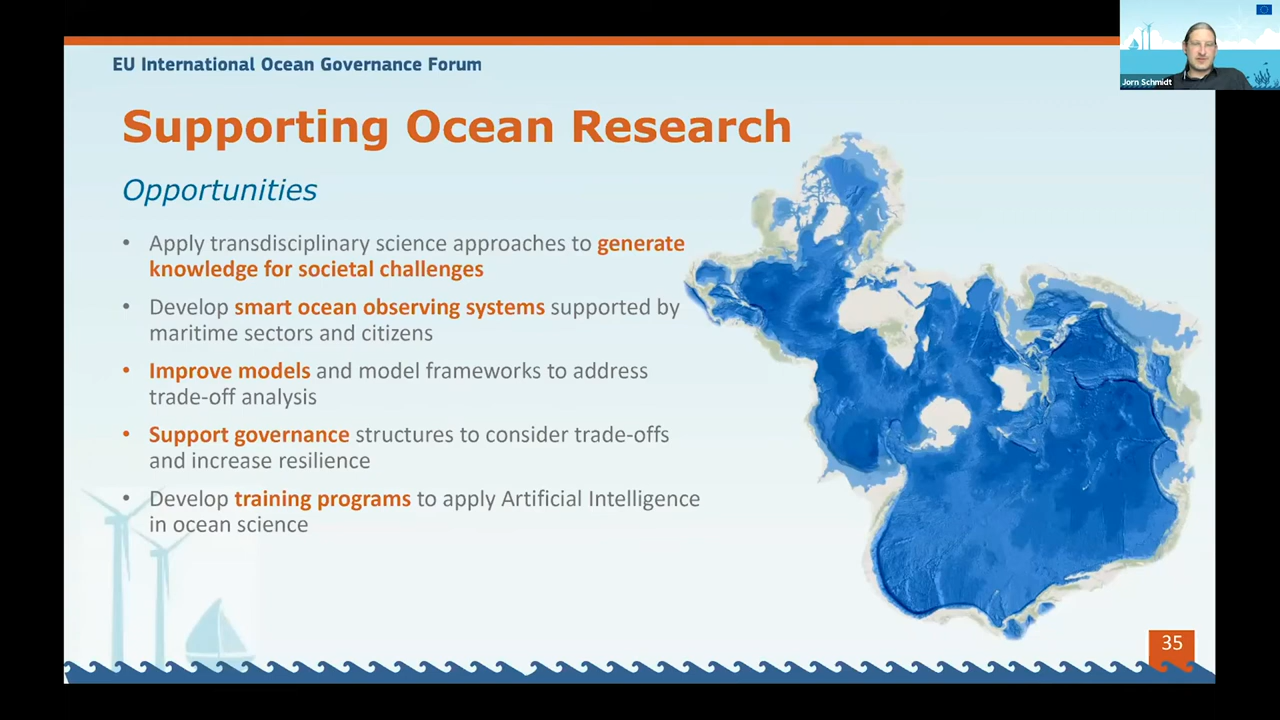 EU International Ocean Governance Forum
Jorn Schmidt
Supporting Ocean Research
Opportunities
• Apply transdisciplinary science approaches to generate
knowledge for societal challenges
• Develop smart ocean observing systems supported by
maritime sectors and citizens
• Improve models and model frameworks to address
trade-off analysis
• Support governance structures to consider trade-offs
and increase resilience
• Develop training programs to apply Artificial Intelligence
in ocean science
35